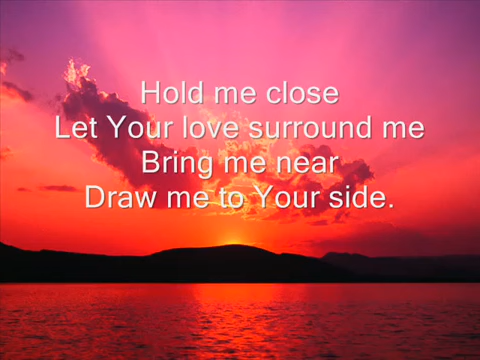 Hold me close
Let Your love surround me
Bring me near
Draw me to Your side.